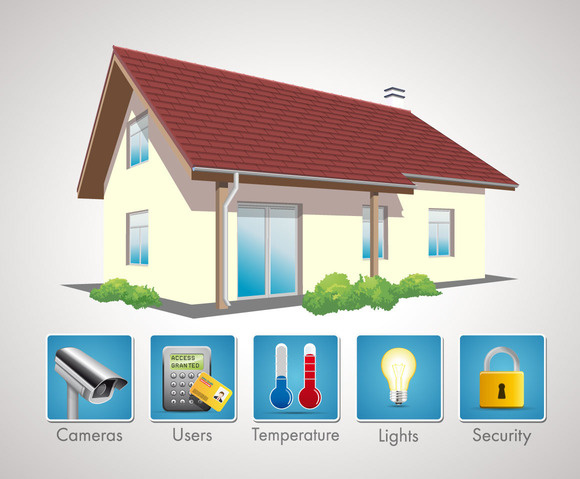 ACCESS
GRANTED
Cameras
Users
Temperature
Lights
Security